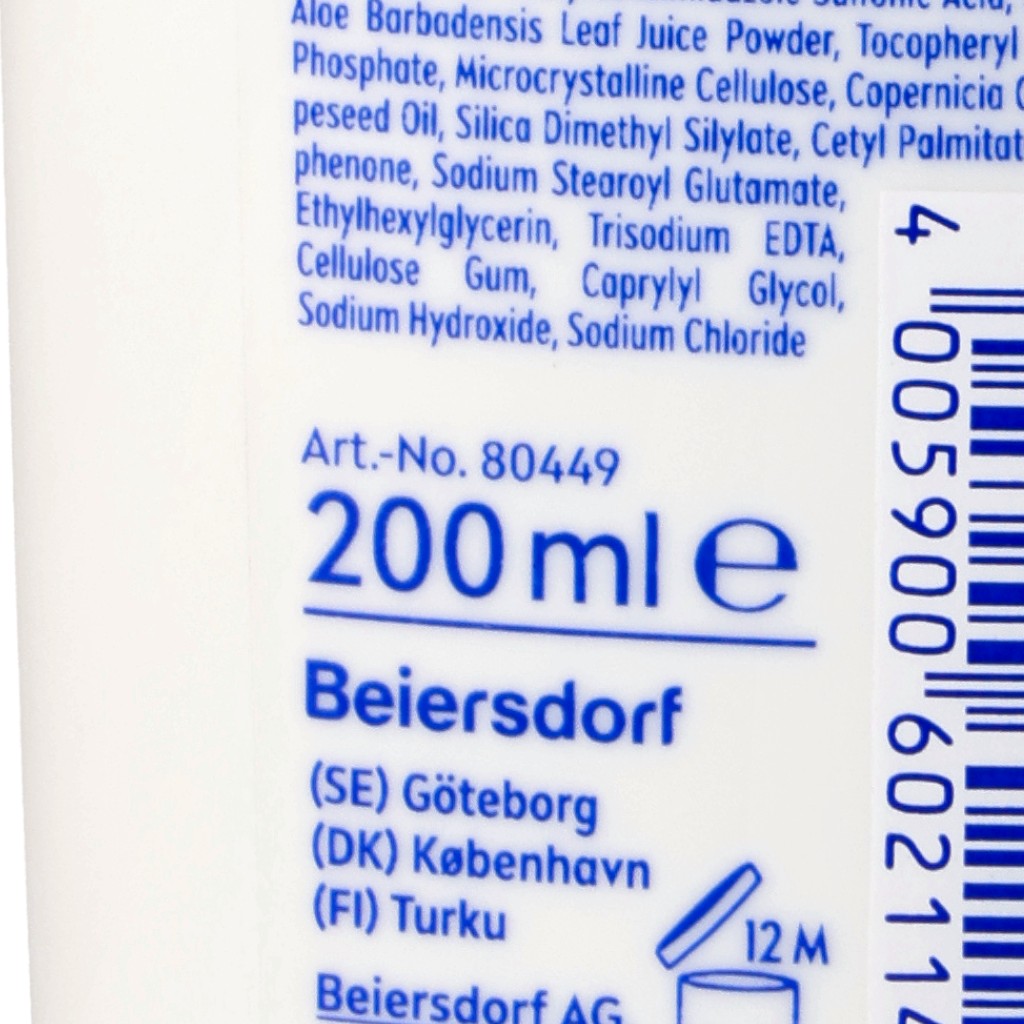 Aloe Barbadensis Leaf Juice Powder, Tocopheryl
Phosphate, Microcrystalline Cellulose, Copernicia
peseed Oil, Silica Dimethyl Silylate, Cetyl Palmitat
phenone, Sodium Stearoyl Glutamate,
Ethylhexylglycerin, Trisodium EDTA,
Cellulose Gum, Caprylyl Glycol,
Sodium Hydroxide, Sodium Chloride
Art.-No. 80449
200 ml e
Beiersdorf
(SE) Göteborg
(DK) København
(FI) Turku
12 M
Beiersdorf AG
4 005900 60211